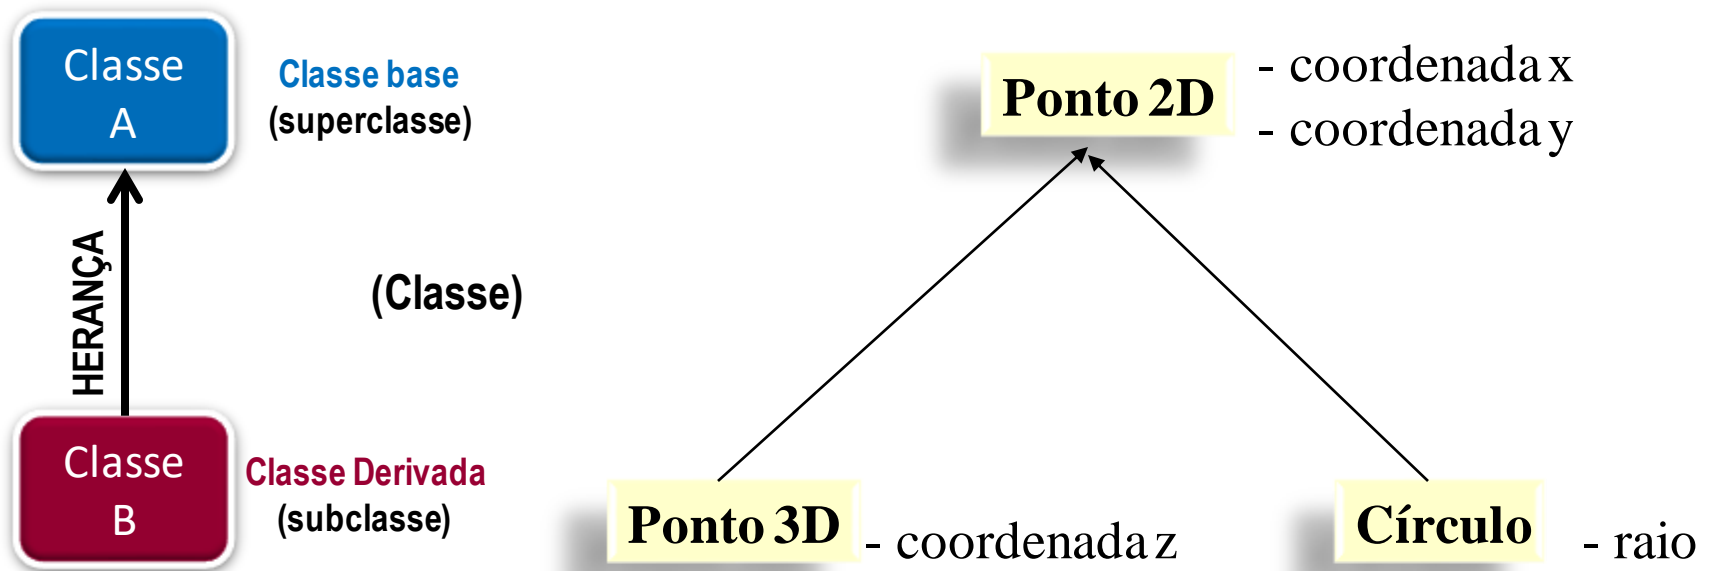 Classe
A
Classe base
(superclasse)
HERANÇA
(Classe)
Classe
B
Classe Derivada
(subclasse)
Ponto 2D
- coordenada x
- coordenada y
Ponto 3D
- coordenada z
Círculo
- raio